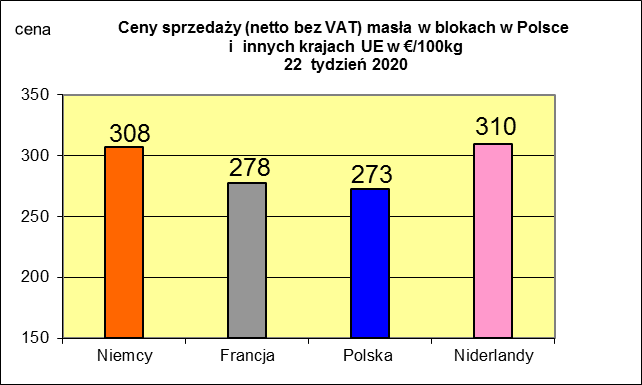 cena
Ceny sprzedaży (netto bez VAT) masła w blokach w Polsce
i innych krajach UE w €/100kg
22 tydzień 2020
350
300
250
200
150
308
278
273
310
Niemcy
Francja
Polska
Niderlandy